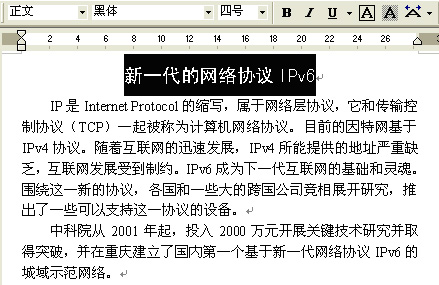 正文 黑体 四号 B I U A A
2 2 4 6 8 10 12 14 16 18 20 22 24 26 28 3
新一代的网络协议 IPv6
IP 是 Internet Protocol 的缩写，属于网络层协议，它和传输控
制协议（TCP）一起被称为计算机网络协议。目前的因特网基于
IPv4 协议。随着互联网的迅速发展，IPv4 所能提供的地址严重缺
乏，互联网发展受到制约。IPv6 成为下一代互联网的基础和灵魂。
围绕这一新的协议，各国和一些大的跨国公司竞相展开研究，推
出了一些可以支持这一协议的设备。
中科院从 2001 年起，投入 2000 万元开展关键技术研究并取
得突破，并在重庆建立了国内第一个基于新一代网络协议 IPv6 的
城域示范网络。